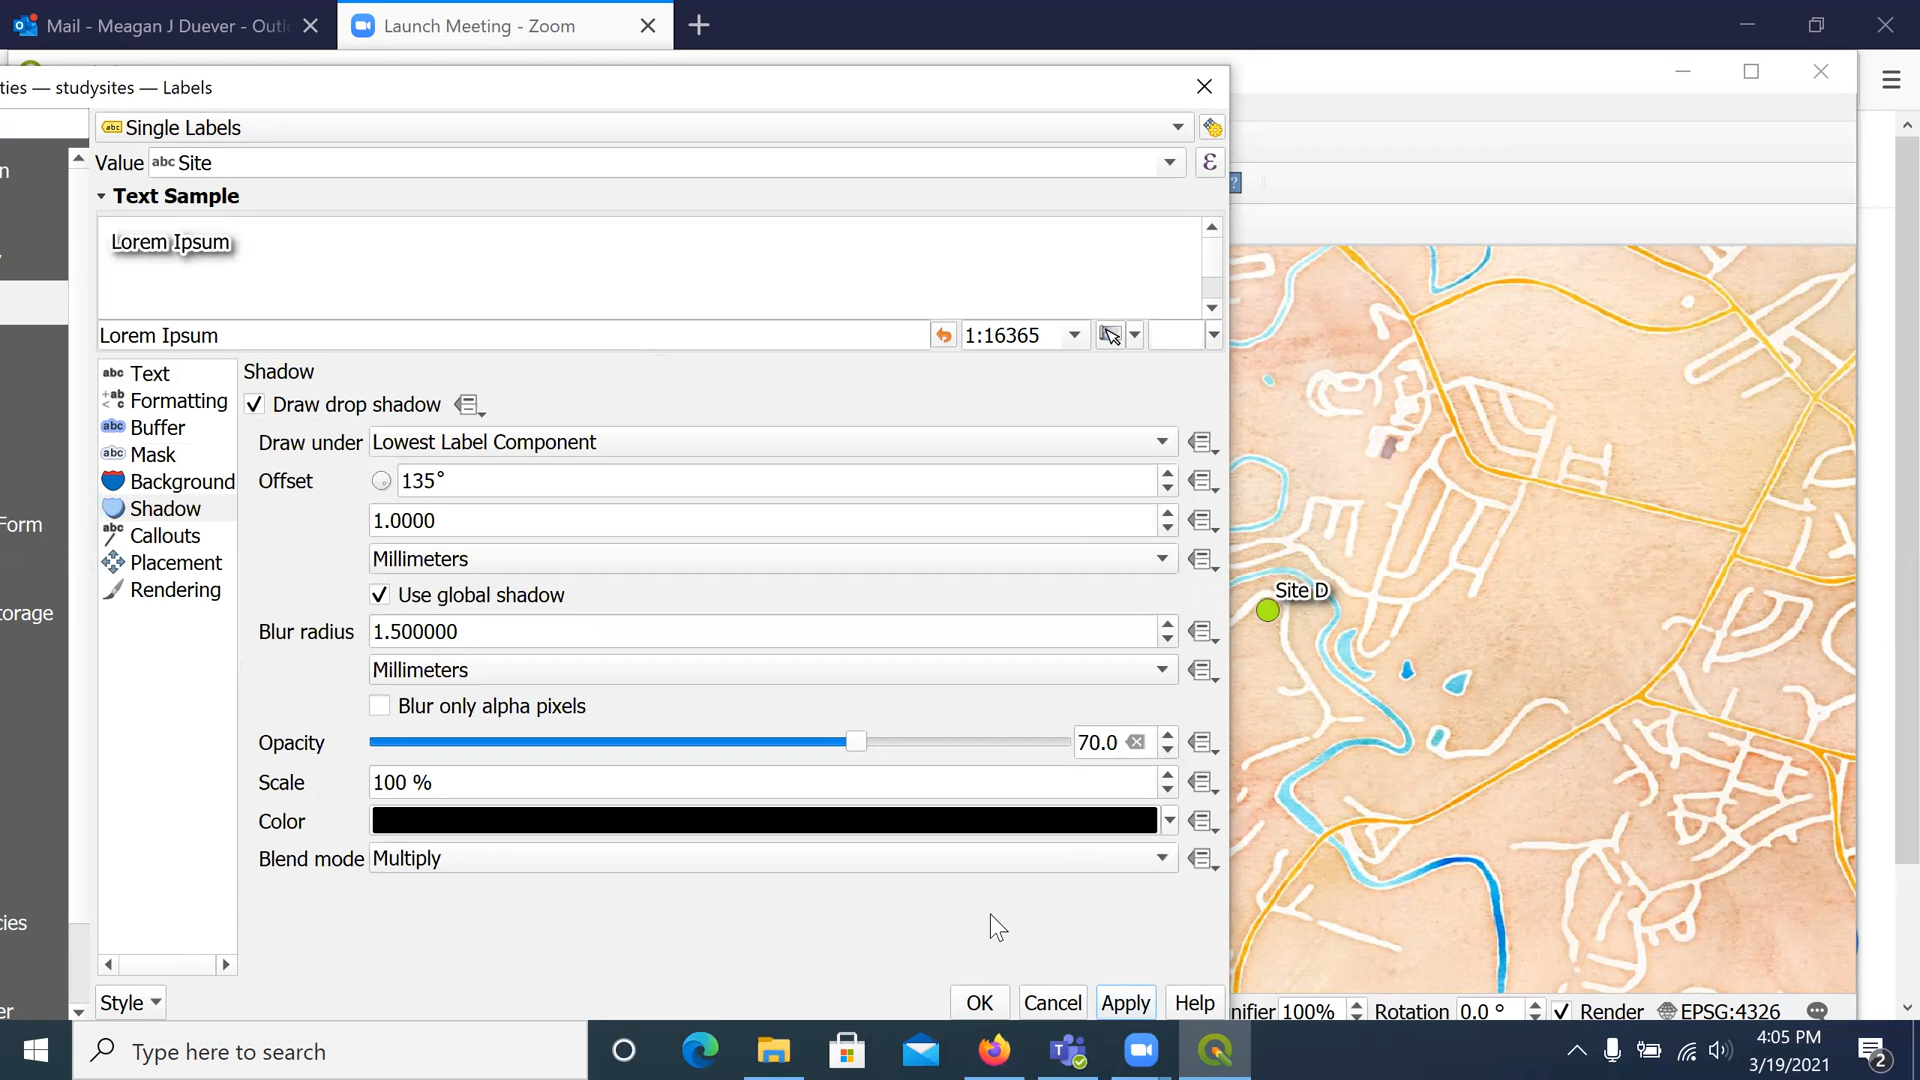 Mail - Meagan J Duever - Outlo
Launch Meeting - Zoom
ties — studysites — Labels
Single Labels
Value abc Site
Text Sample
Lorem Ipsum
Lorem Ipsum
1:16365
Text
Formatting
Buffer
Mask
Background
Shadow
Callouts
Placement
Rendering
Shadow
Draw drop shadow
Draw under Lowest Label Component
Offset 135°
1.0000
Millimeters
Use global shadow
Blur radius 1.500000
Millimeters
Blur only alpha pixels
Opacity 70.0
Scale 100 %
Color
Blend mode Multiply
Form
torage
cies
Site D
Style
OK Cancel Apply Help
nifier 100% Rotation 0.0 ° Render EPSG:4326
Type here to search
4:05 PM
3/19/2021
2